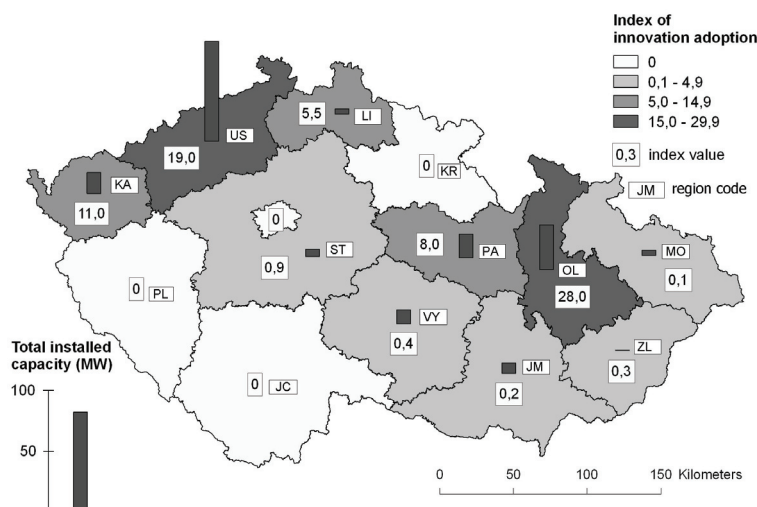 Index of
innovation adoption
0
0,1 - 4,9
5,0 - 14,9
15,0 - 29,9
0,3 index value
JM region code
US
19,0
5,5
LI
0
KR
KA
11,0
0
ST
0,9
8,0
PA
OL
28,0
MO
0,1
0
PL
VY
0,4
ZL
0,3
JM
0,2
0
JC
Total installed
capacity (MW)
100
50
0 50 100 150 Kilometers